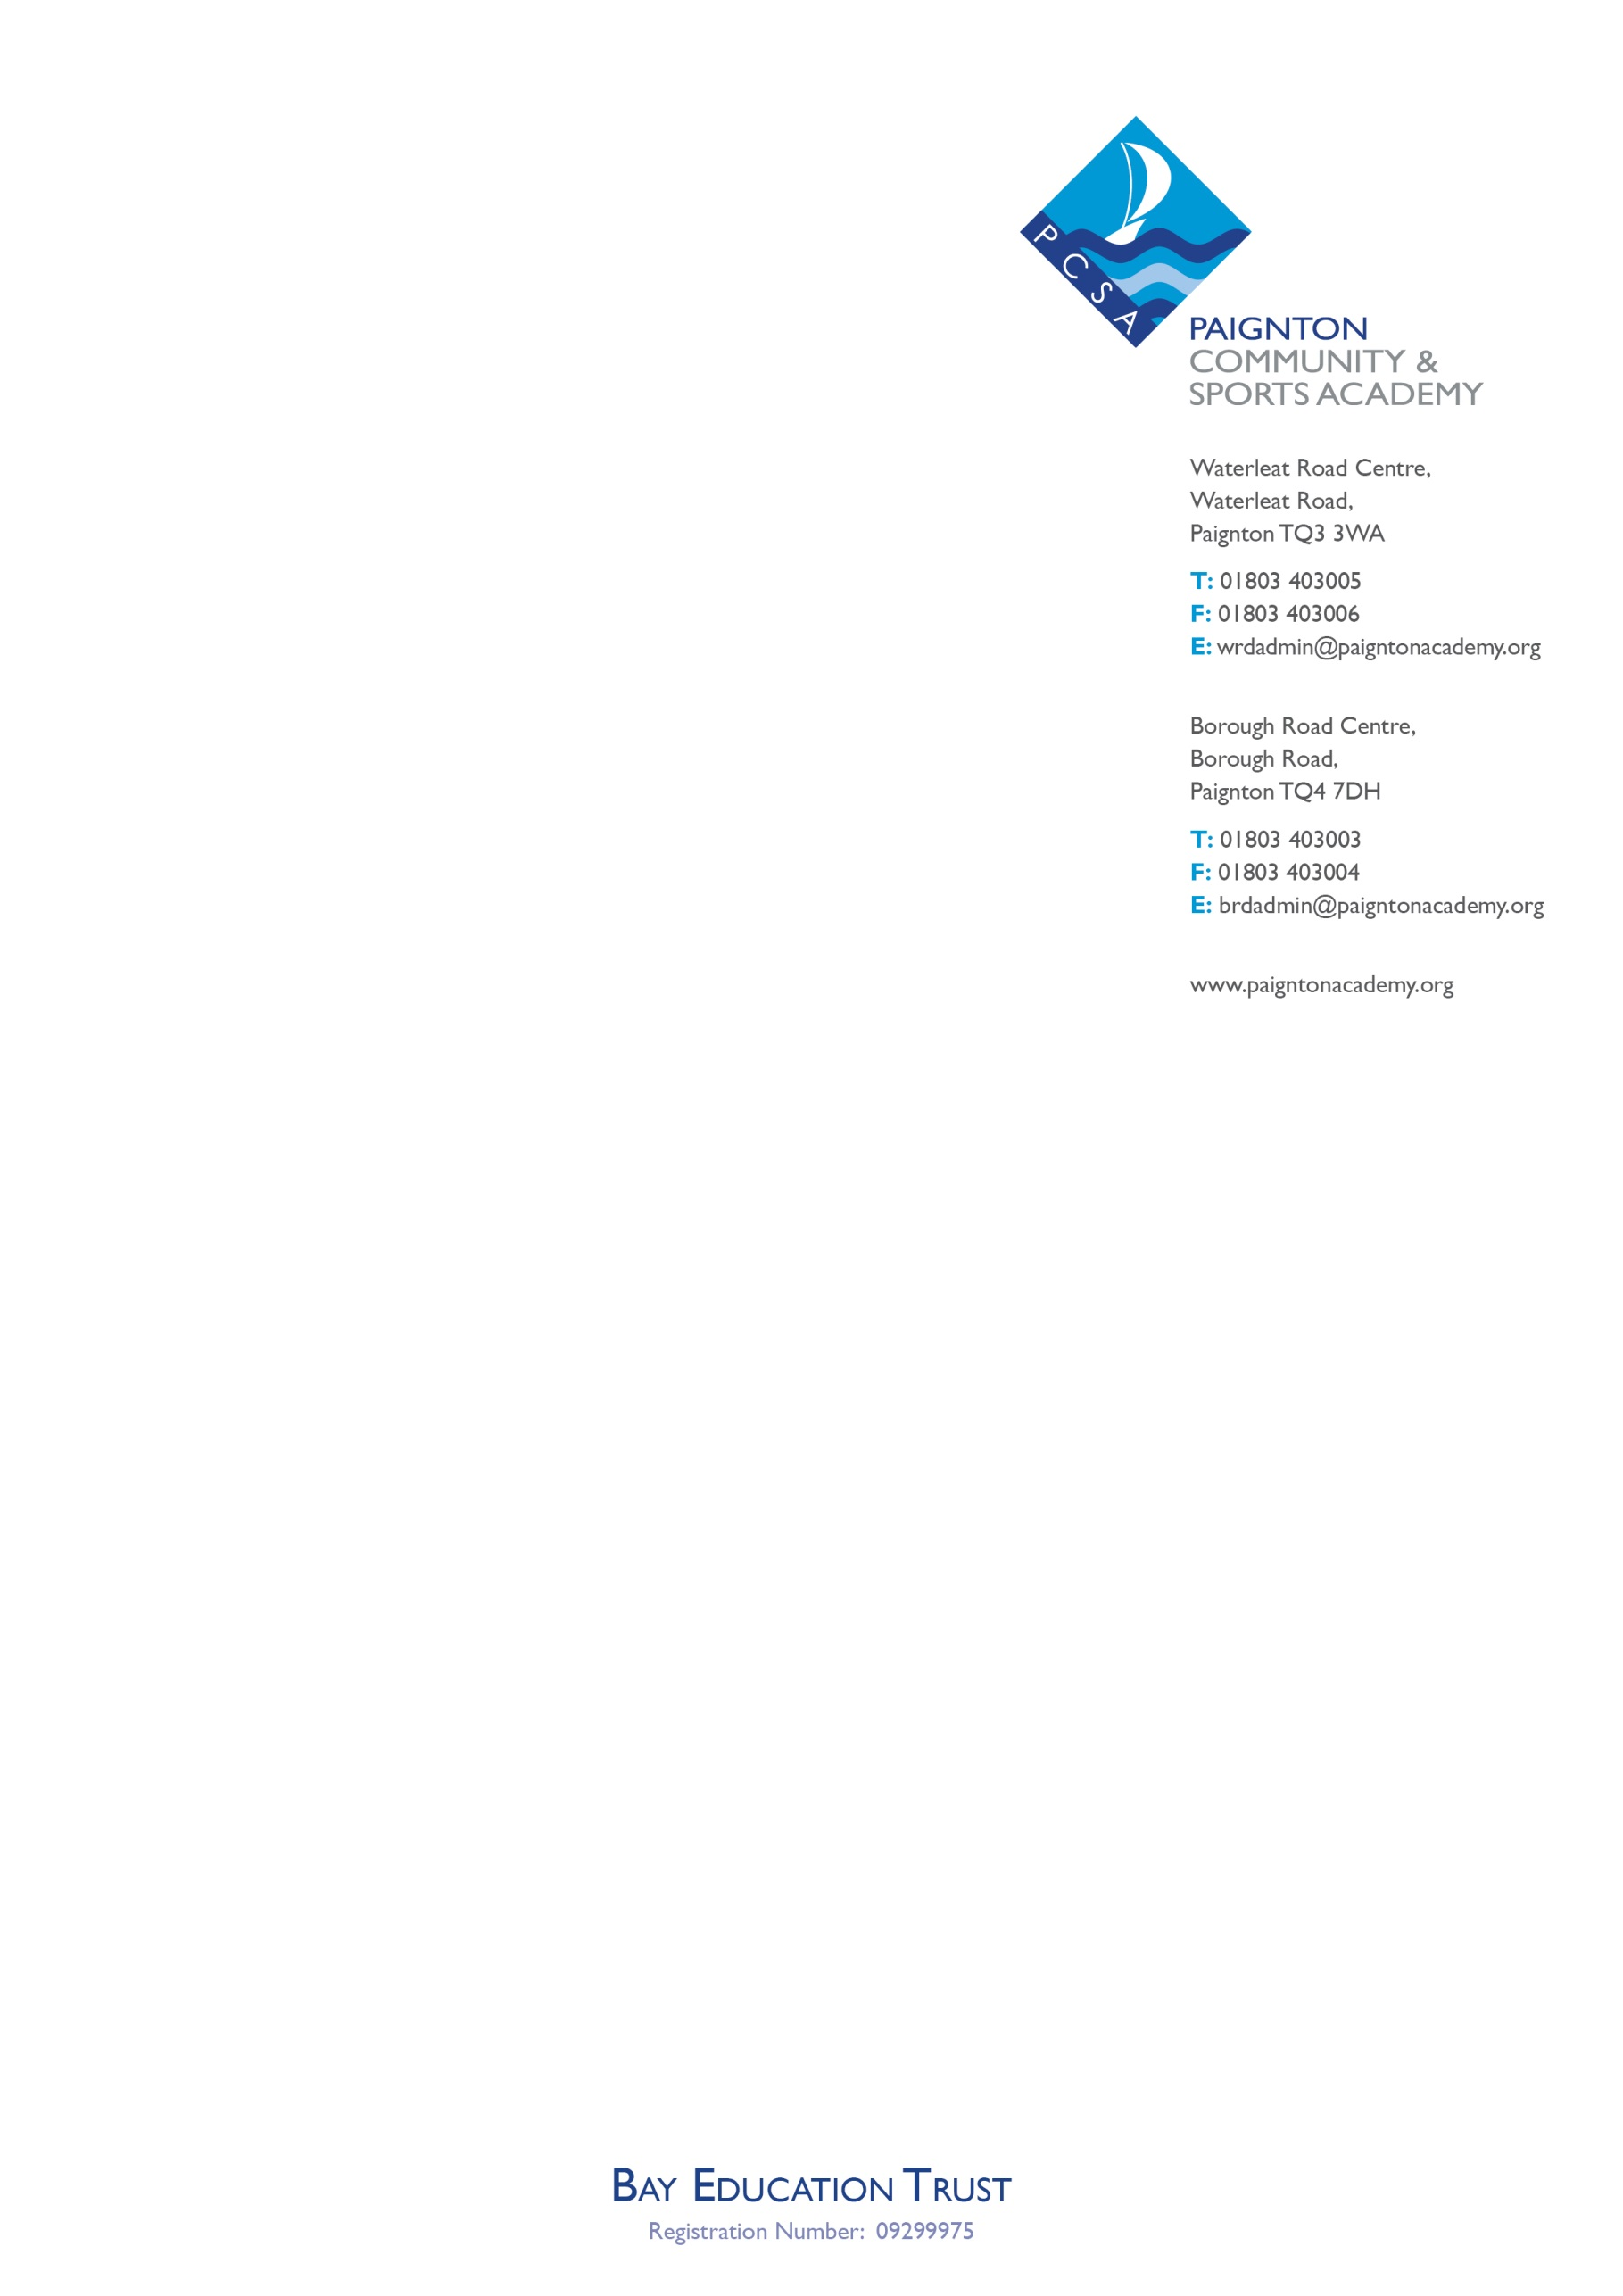 PCSA
PAIGNTON
COMMUNITY &
SPORTS ACADEMY
Waterleat Road Centre,
Waterleat Road,
Paignton TQ3 3WA
T: 01803 403005
F: 01803 403006
E: wrdadmin@paigntonacademy.org
Borough Road Centre,
Borough Road,
Paignton TQ4 7DH
T: 01803 403003
F: 01803 403004
E: brdadmin@paigntonacademy.org
www.paigntonacademy.org
BAY EDUCATION TRUST
Registration Number: 09299975